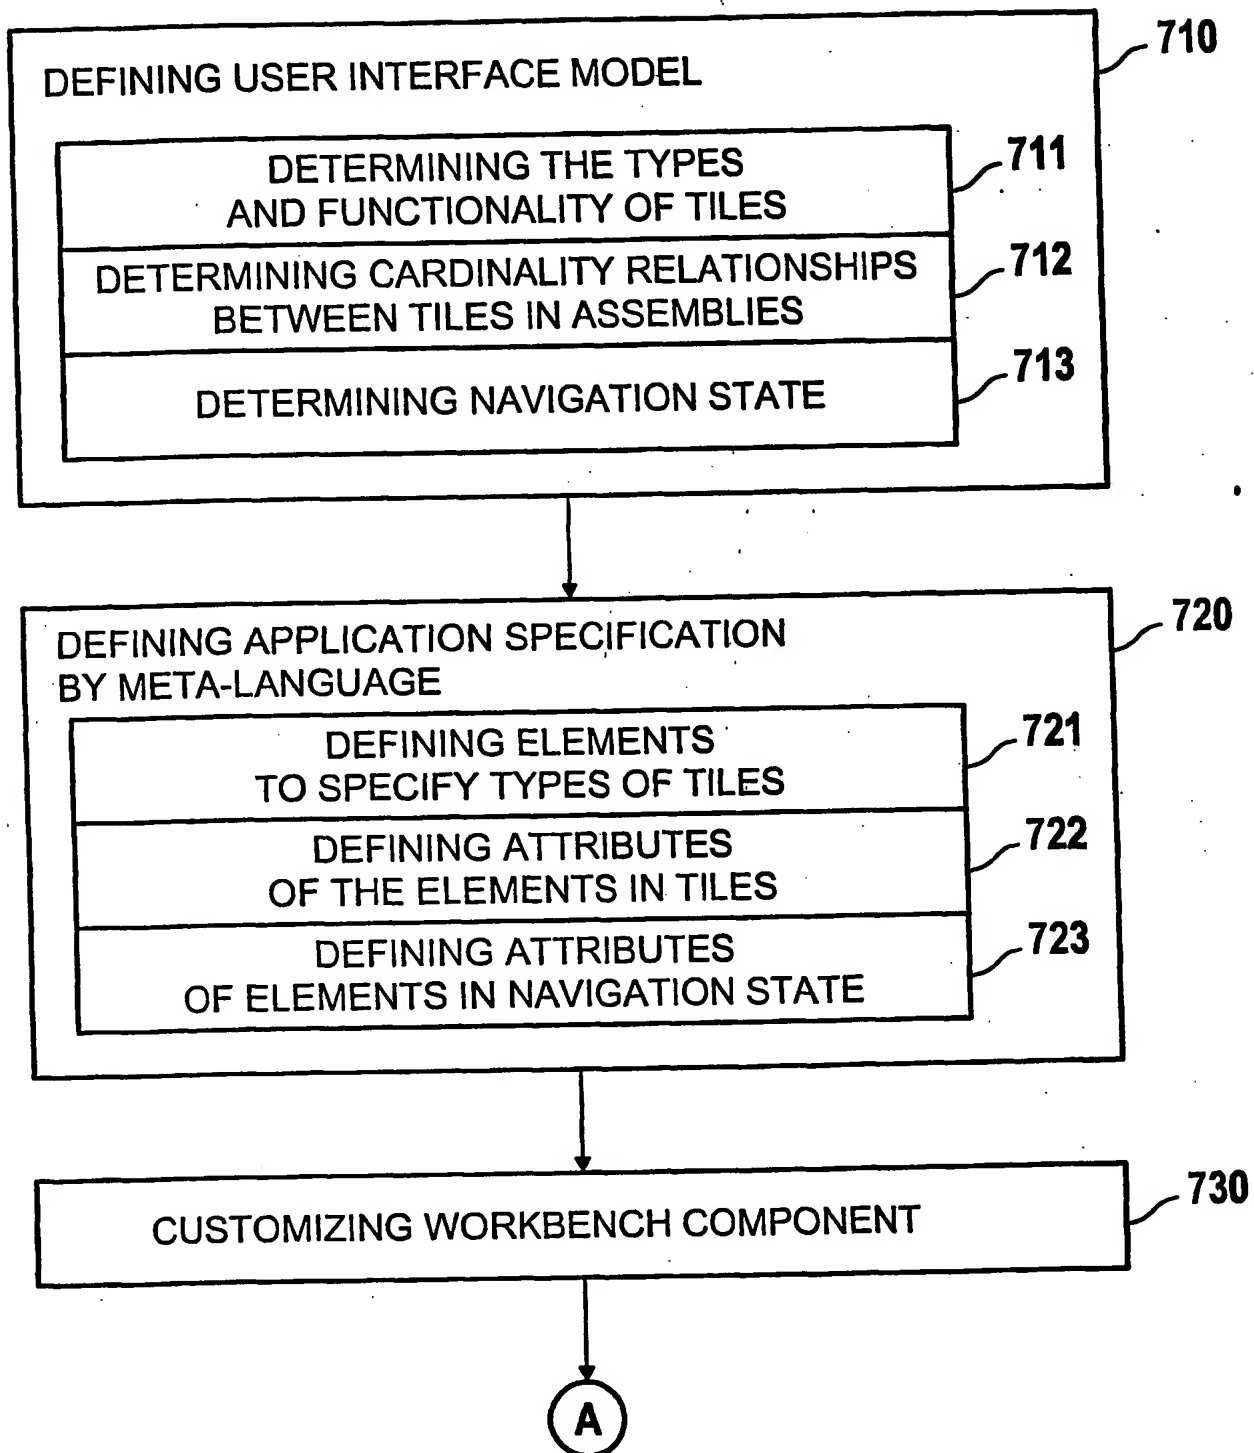 710
DEFINING USER INTERFACE MODEL
711
DETERMINING THE TYPES
AND FUNCTIONALITY OF TILES
712
DETERMINING CARDINALITY RELATIONSHIPS
BETWEEN TILES IN ASSEMBLIES
713
DETERMINING NAVIGATION STATE
720
DEFINING APPLICATION SPECIFICATION
BY META-LANGUAGE
721
DEFINING ELEMENTS
TO SPECIFY TYPES OF TILES
722
DEFINING ATTRIBUTES
OF THE ELEMENTS IN TILES
723
DEFINING ATTRIBUTES
OF ELEMENTS IN NAVIGATION STATE
730
CUSTOMIZING WORKBENCH COMPONENT
A